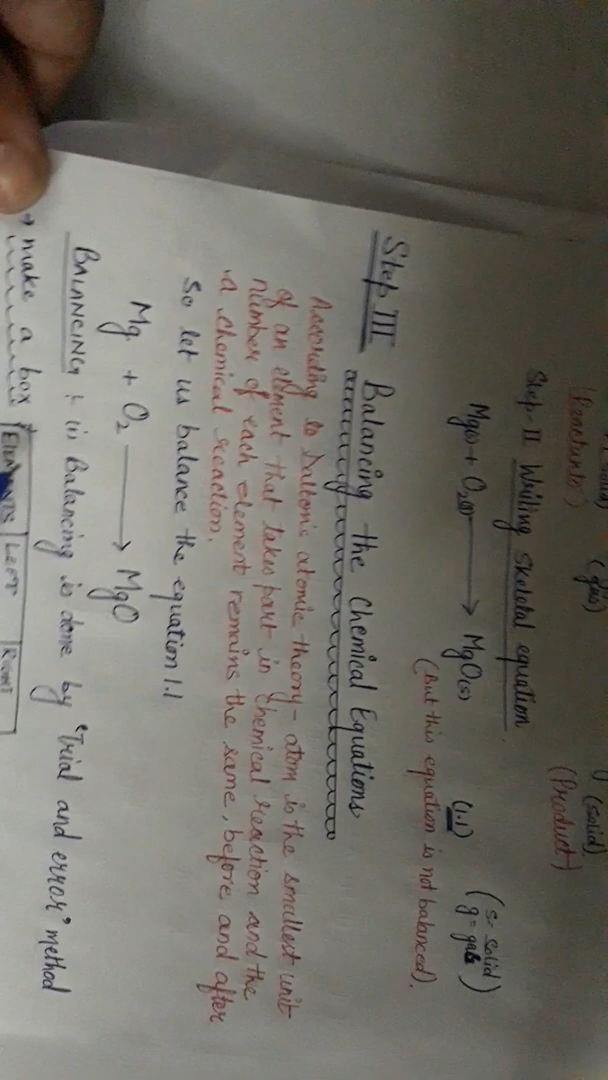 (Reactants) (gas) (solid)
(Product)
Step-II Writing skeletal equation.
Mg(s) + O2(g) → MgO(s) (1.1) (s- solid
g = gas)
(But this equation is not balanced).
Step III Balancing the Chemical Equations
According to Dalton's atomic theory - atom is the smallest unit
of an element that takes part in Chemical reaction and the
number of each element remains the same, before and after
a chemical reaction.
So let us balance the equation 1.1
Mg + O2 → MgO
BALANCING : in Balancing is done by "Trial and error" method
→ make a box ELEMENTS LEFT RIGHT